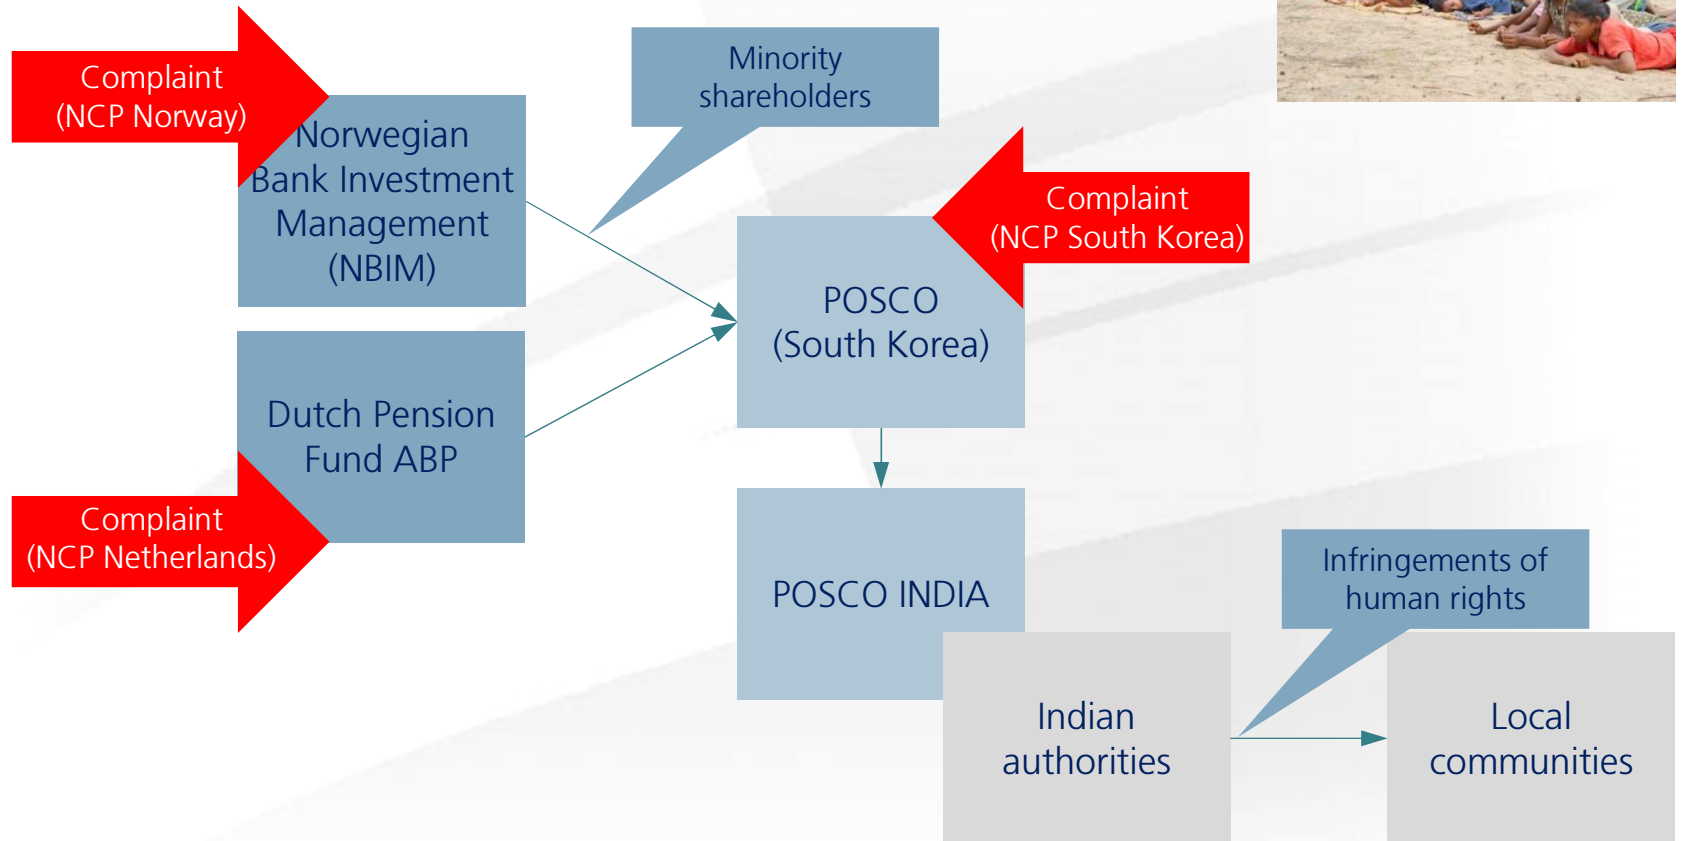 Complaint
(NCP Norway)
Norwegian
Bank Investment
Management
(NBIM)
Minority
shareholders
Complaint
(NCP South Korea)
POSCO
(South Korea)
Dutch Pension
Fund ABP
Complaint
(NCP Netherlands)
POSCO INDIA
Infringements of
human rights
Indian
authorities
Local
communities